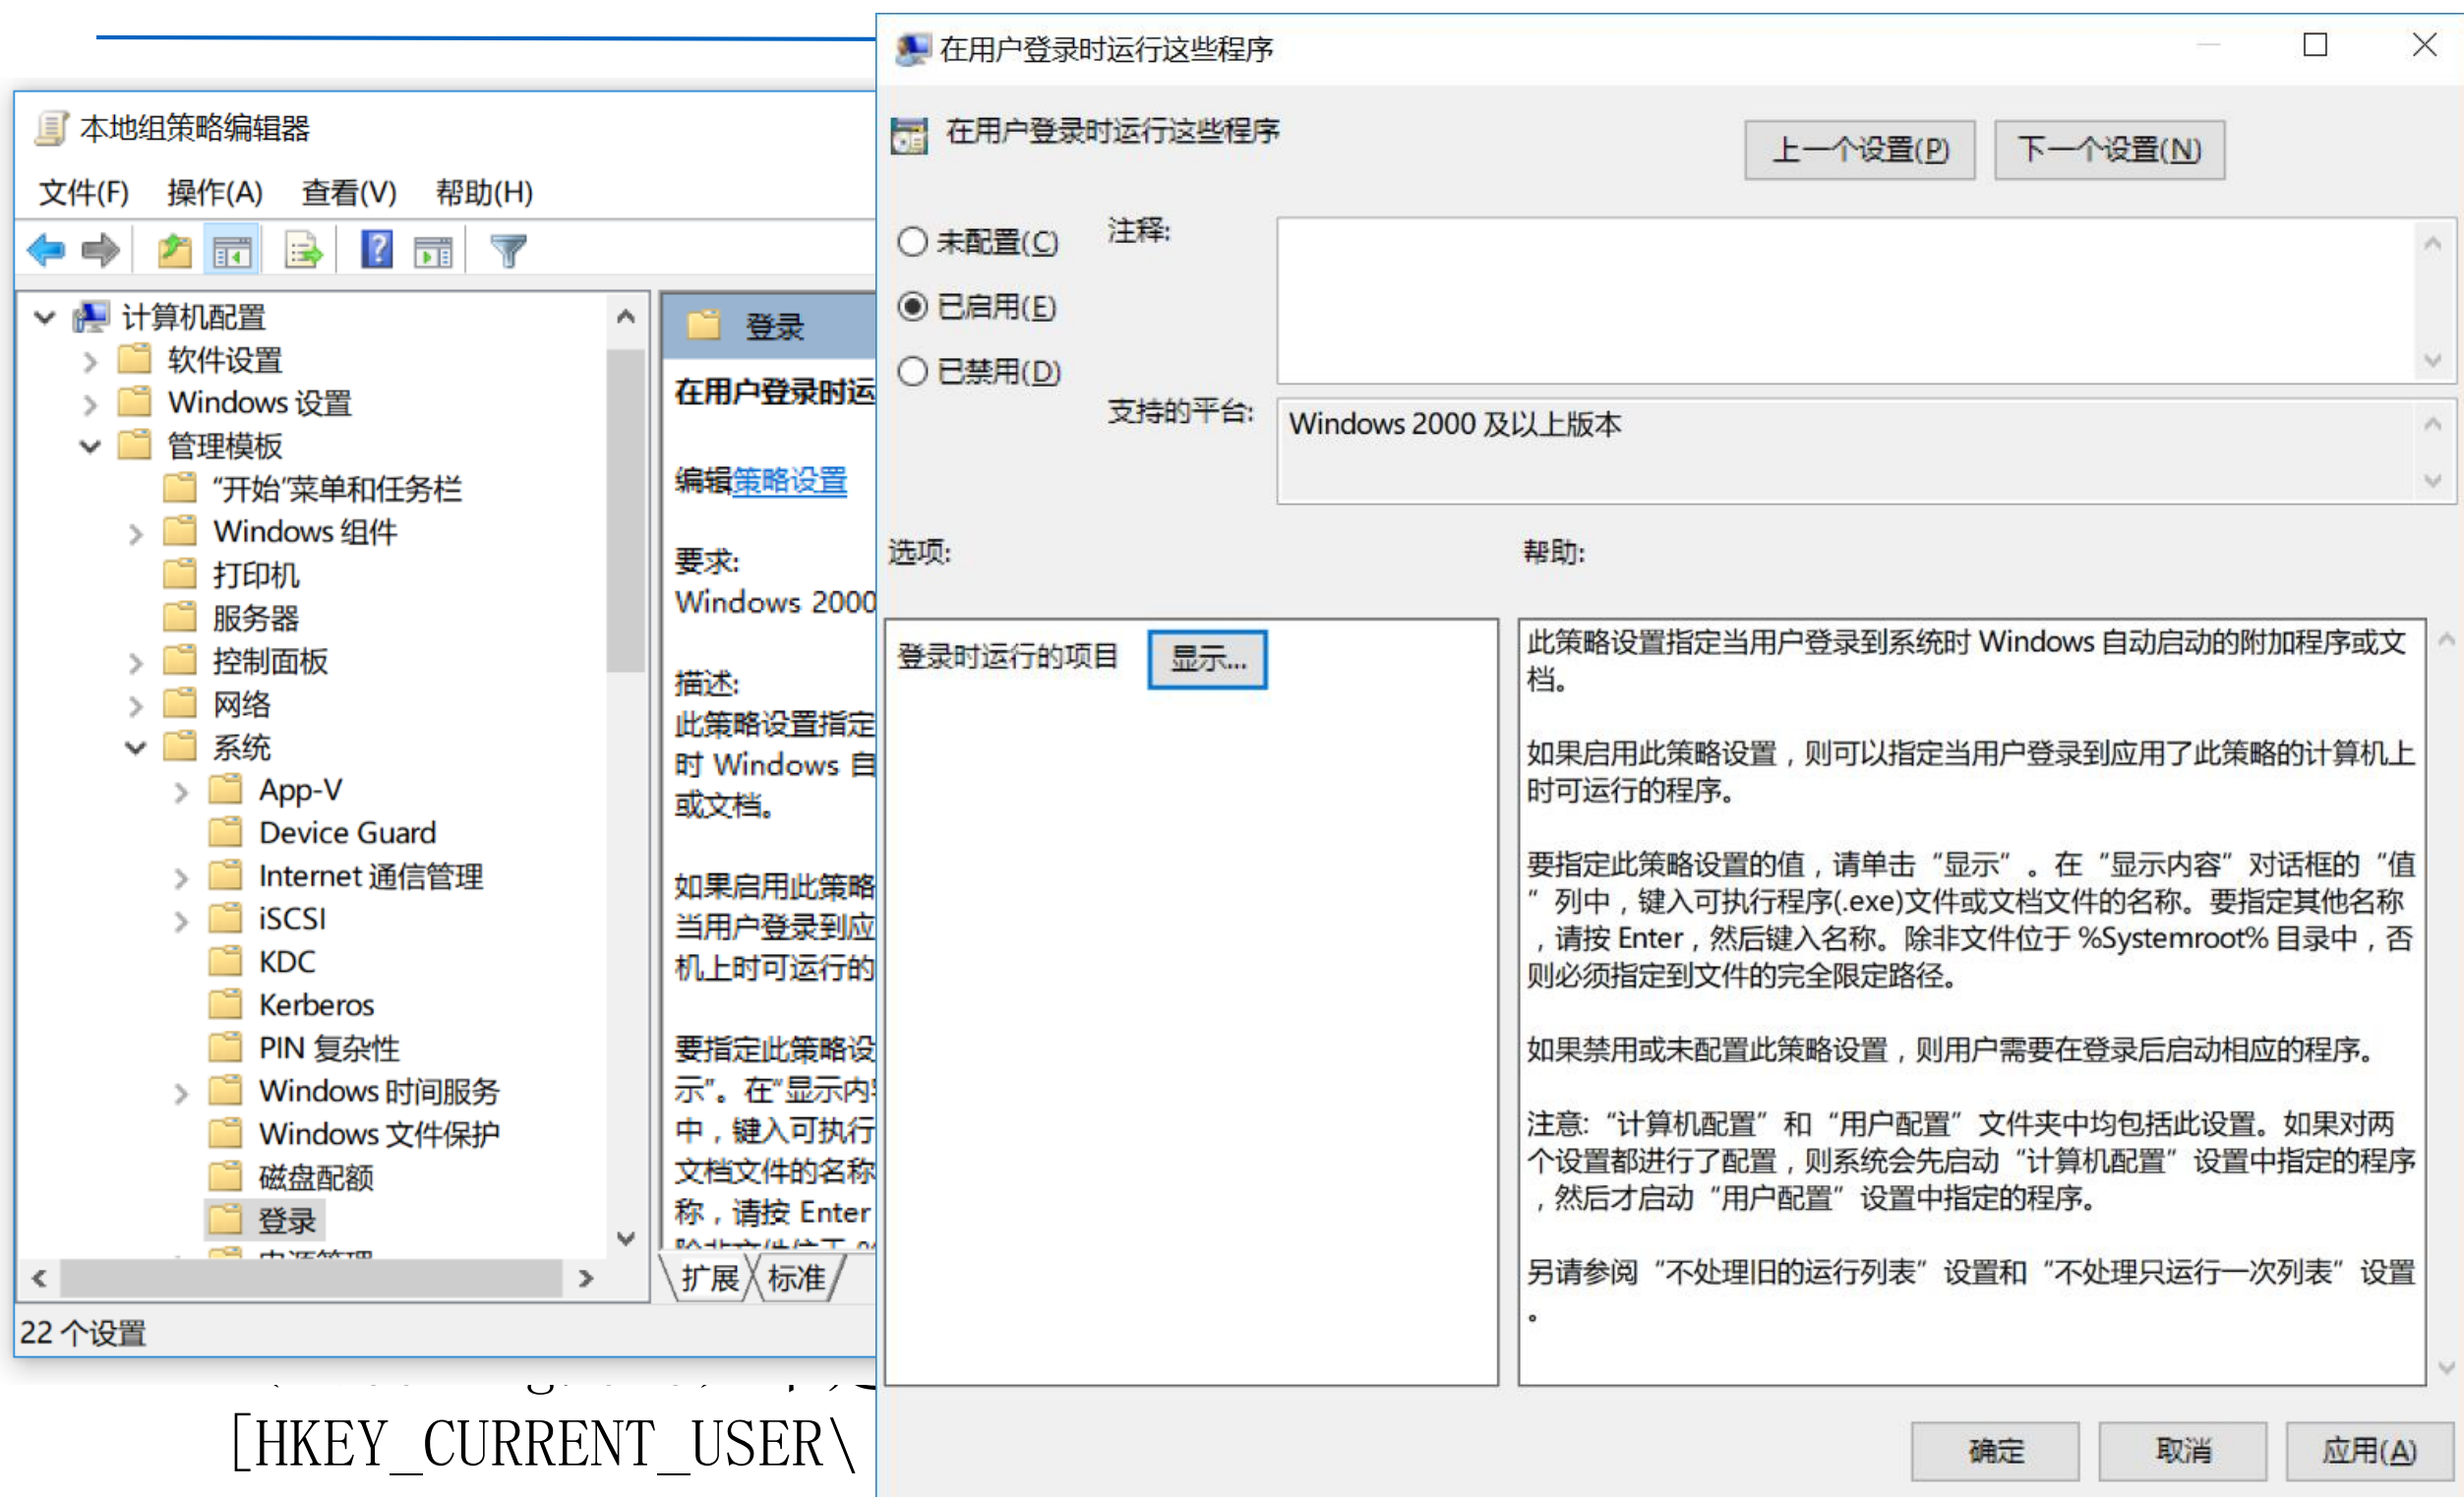 本地组策略编辑器
文件(F) 操作(A) 查看(V) 帮助(H)
计算机配置
软件设置
Windows 设置
管理模板
“开始”菜单和任务栏
Windows 组件
打印机
服务器
控制面板
网络
系统
App-V
Device Guard
Internet 通信管理
iSCSI
KDC
Kerberos
PIN 复杂性
Windows 时间服务
Windows 文件保护
磁盘配额
登录
22 个设置
登录
在用户登录时运
编辑策略设置
要求:
Windows 2000
描述:
此策略设置指定
时 Windows 自
或文档。
如果启用此策略
当用户登录到应
机上时可运行的
要指定此策略设
示”。在“显示内
中，键入可执行
文档文件的名称
称，请按 Enter
扩展 标准
在用户登录时运行这些程序
在用户登录时运行这些程序
上一个设置(P) 下一个设置(N)
未配置(C)
已启用(E)
已禁用(D)
注释:
支持的平台:
Windows 2000 及以上版本
选项:
帮助:
登录时运行的项目 显示...
此策略设置指定当用户登录到系统时 Windows 自动启动的附加程序或文
档。
如果启用此策略设置，则可以指定当用户登录到应用了此策略的计算机上
时可运行的程序。
要指定此策略设置的值，请单击“显示”。在“显示内容”对话框的“值
”列中，键入可执行程序(.exe)文件或文档文件的名称。要指定其他名称
，请按 Enter，然后键入名称。除非文件位于 %Systemroot% 目录中，否
则必须指定到文件的完全限定路径。
如果禁用或未配置此策略设置，则用户需要在登录后启动相应的程序。
注意:“计算机配置”和“用户配置”文件夹中均包括此设置。如果对两
个设置都进行了配置，则系统会先启动“计算机配置”设置中指定的程序
，然后才启动“用户配置”设置中指定的程序。
另请参阅“不处理旧的运行列表”设置和“不处理只运行一次列表”设置
。
确定 取消 应用(A)
[HKEY_CURRENT_USER\